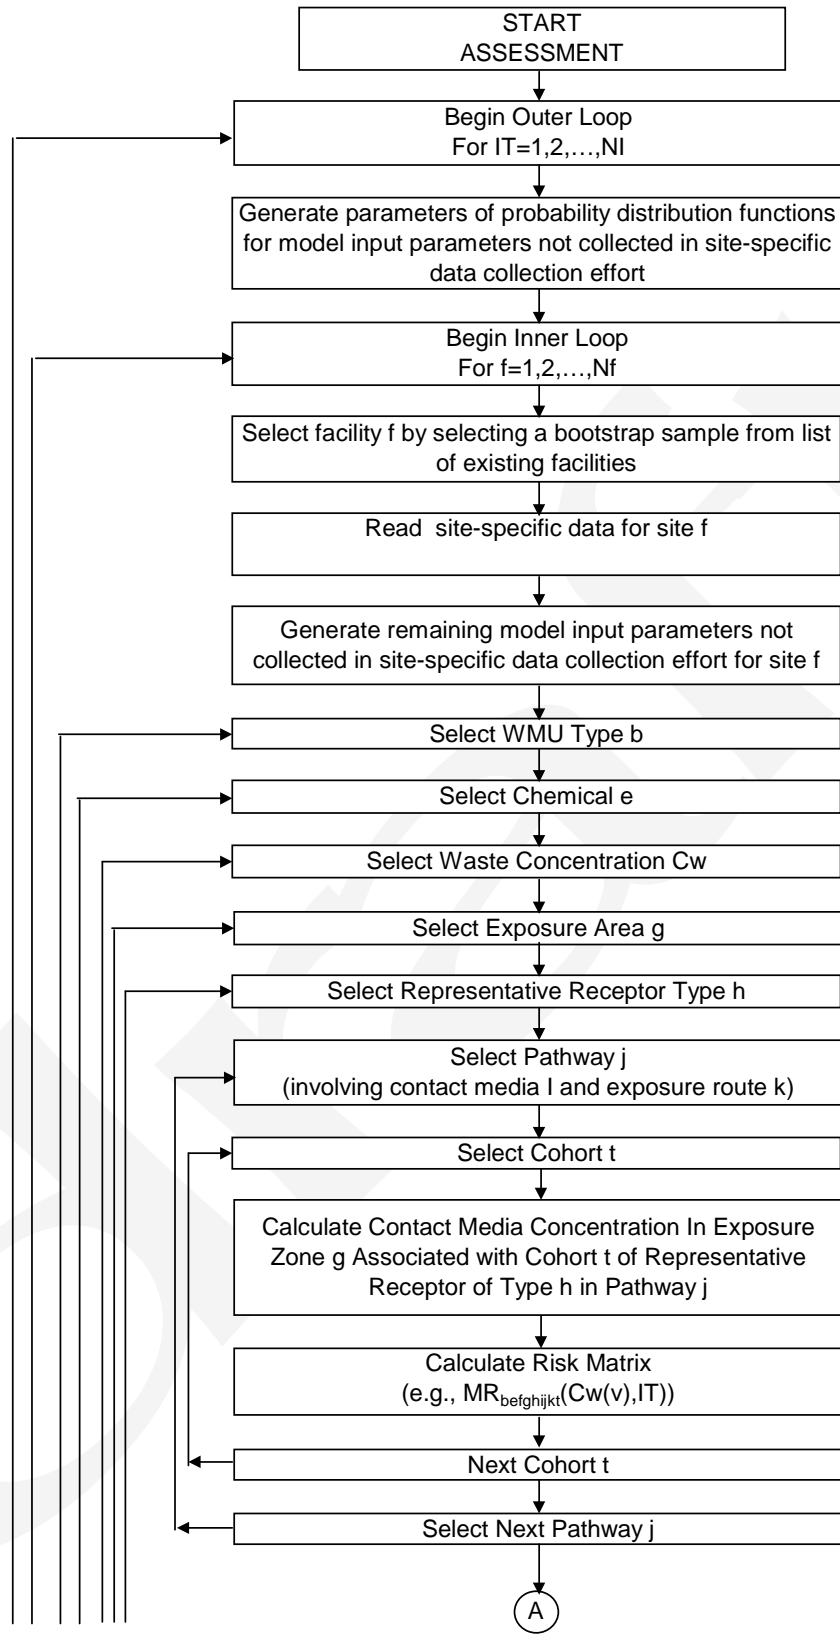 START
ASSESSMENT
Begin Outer Loop
For IT=1,2,…,NI
Generate parameters of probability distribution functions
for model input parameters not collected in site-specific
data collection effort
Begin Inner Loop
For f=1,2,…,Nf
Select facility f by selecting a bootstrap sample from list
of existing facilities
Read site-specific data for site f
Generate remaining model input parameters not
collected in site-specific data collection effort for site f
Select WMU Type b
Select Chemical e
Select Waste Concentration Cw
Select Exposure Area g
Select Representative Receptor Type h
Select Pathway j
(involving contact media I and exposure route k)
Select Cohort t
Calculate Contact Media Concentration In Exposure
Zone g Associated with Cohort t of Representative
Receptor of Type h in Pathway j
Calculate Risk Matrix
(e.g., MRbefghijkt(Cw(v),IT))
Next Cohort t
Select Next Pathway j
A